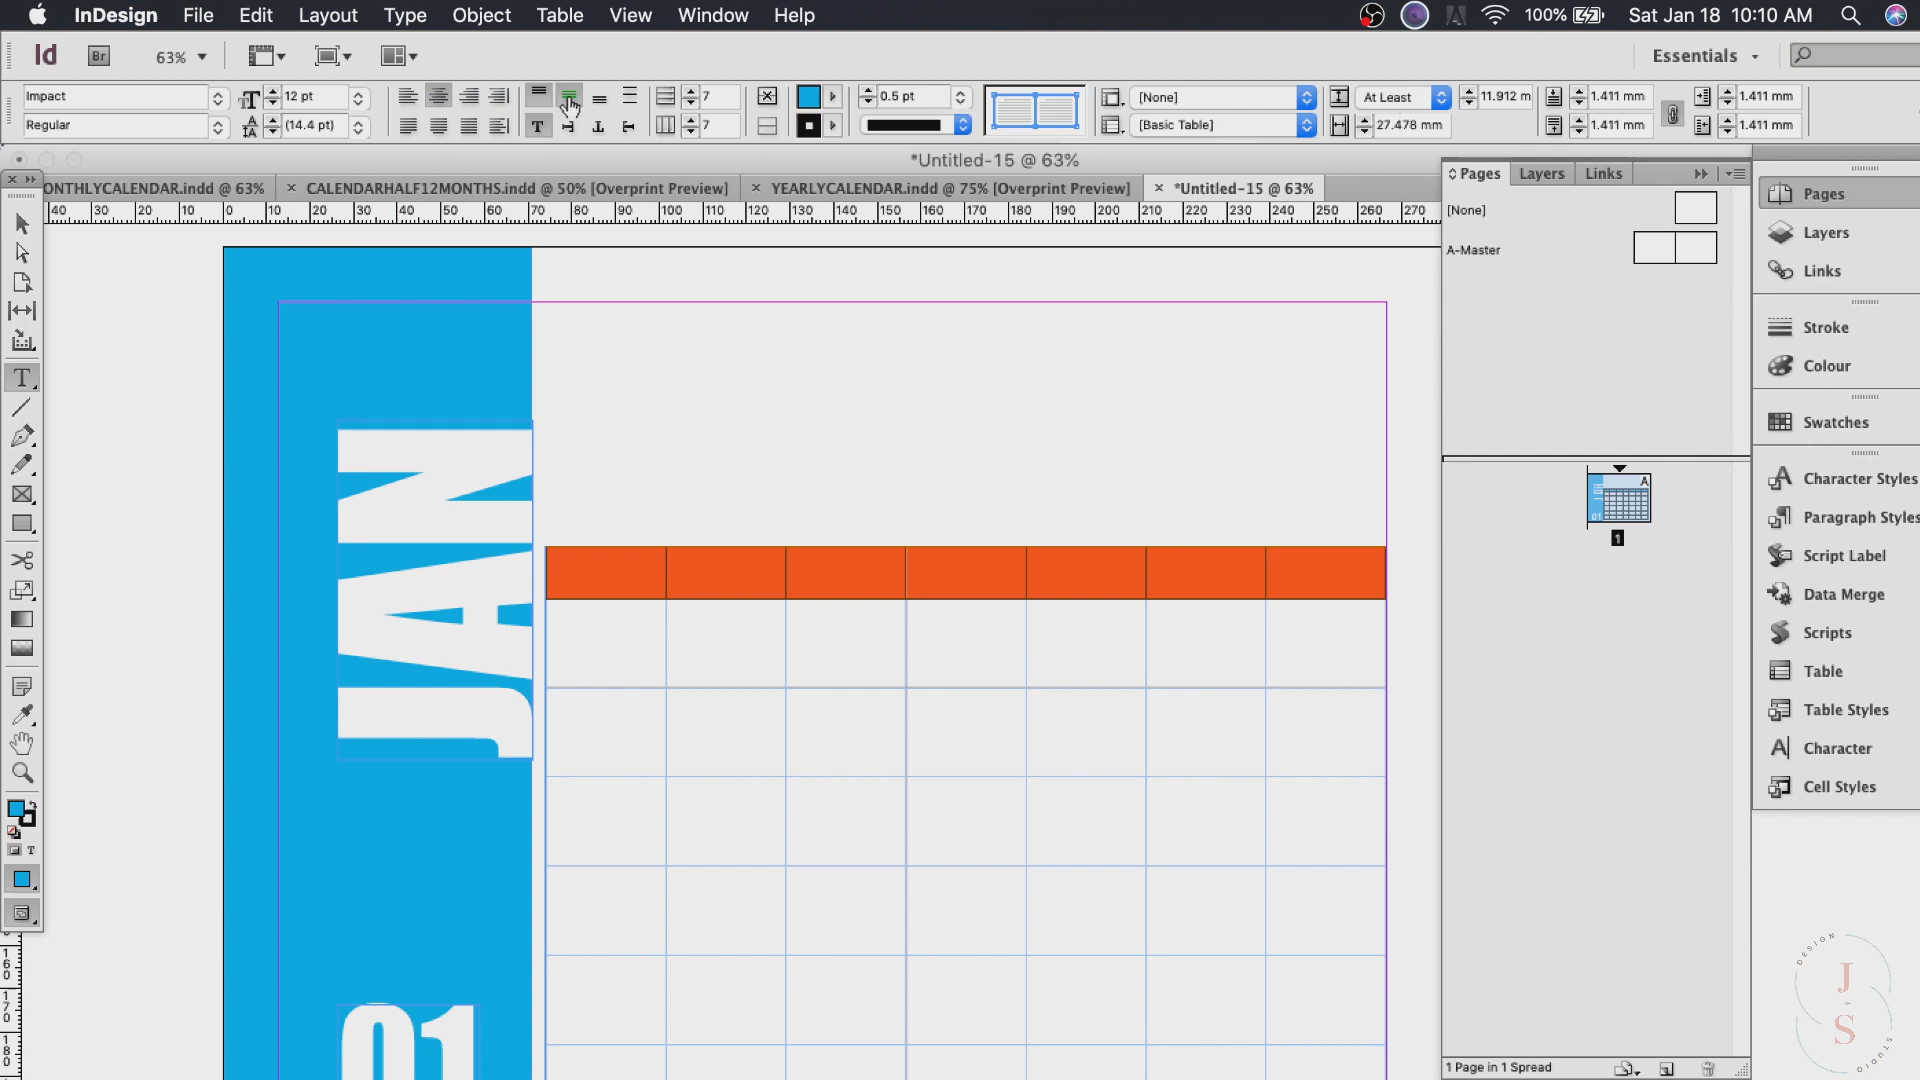 InDesign File Edit Layout Type Object Table View Window Help 100% Sat Jan 18 10:10 AM
Id Br 63% Essentials
Impact 12 pt 7 0.5 pt [None] At Least 11.912 m 1.411 mm 1.411 mm
Regular (14.4 pt) 7 [Basic Table] 27.478 mm 1.411 mm 1.411 mm
*Untitled-15 @ 63%
ONTHLYCALENDAR.indd @ 63% CALENDARHALF12MONTHS.indd @ 50% [Overprint Preview] YEARLYCALENDAR.indd @ 75% [Overprint Preview] *Untitled-15 @ 63%
40 30 20 10 0 10 20 30 40 50 60 70 80 90 100 110 120 130 140 150 160 170 180 190 200 210 220 230 240 250 260 270
Pages Layers Links
[None]
A-Master
A
1
1 Page in 1 Spread
Pages
Layers
Links
Stroke
Colour
Swatches
Character Styles
Paragraph Styles
Script Label
Data Merge
Scripts
Table
Table Styles
Character
Cell Styles
JAN
01
160
170
180
DESIGN
J
+
S
STUDIO